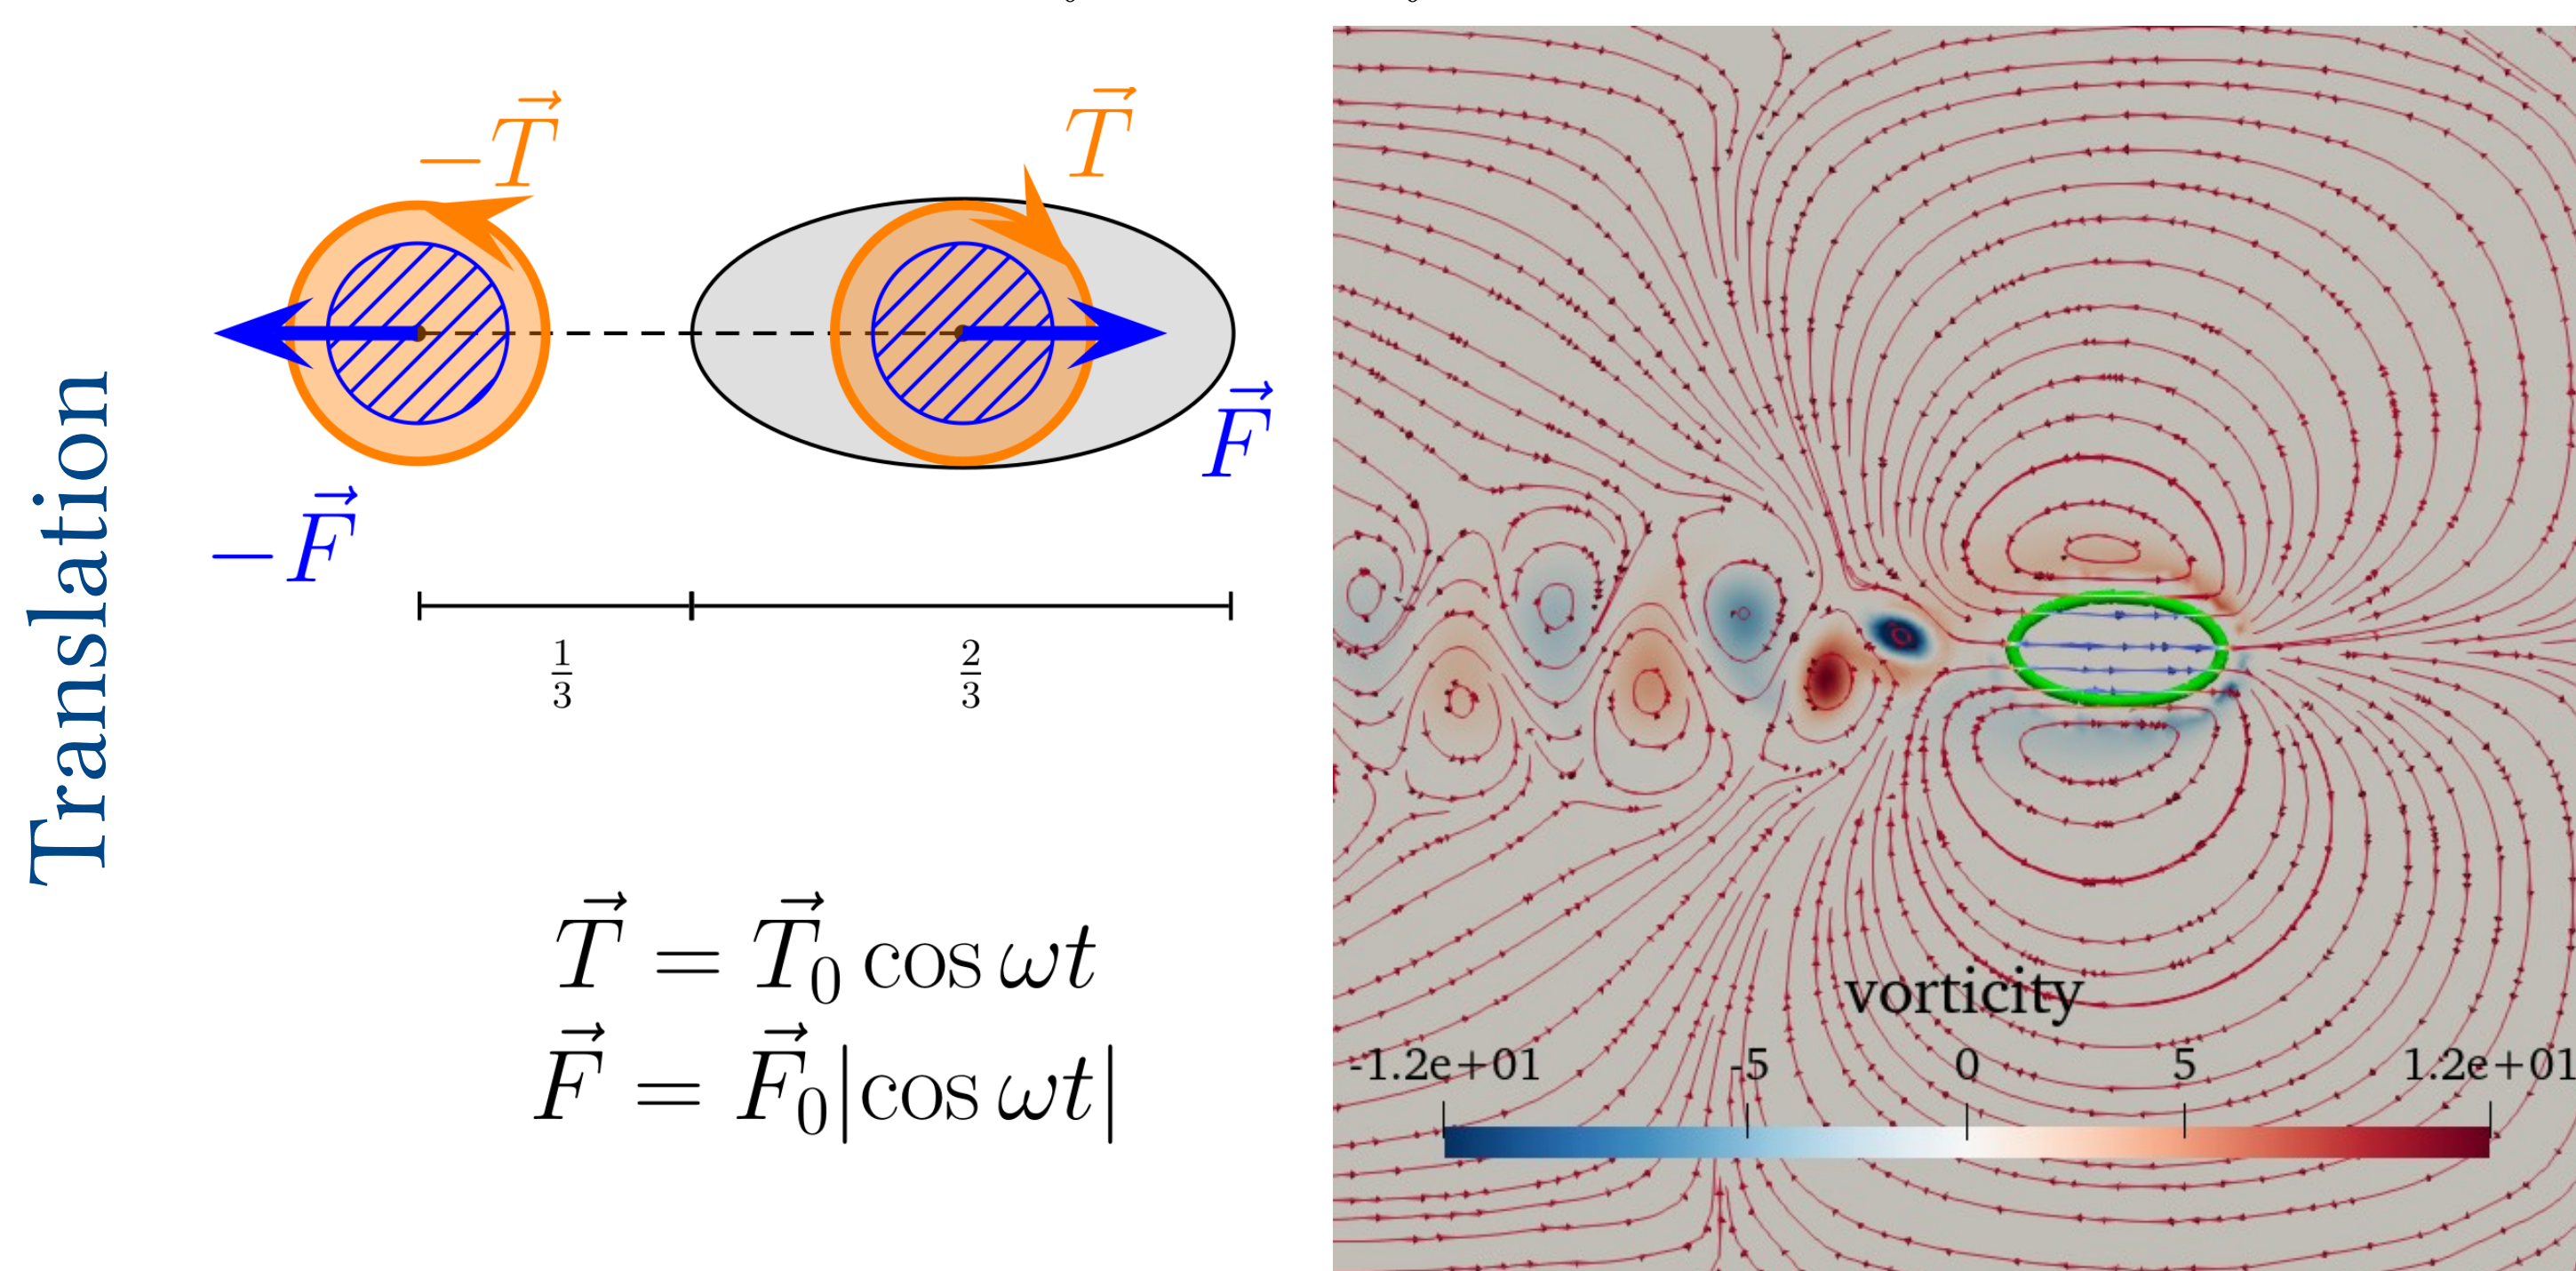 Translation
−T⃗
T⃗
−F⃗
F⃗
1/3
2/3
T⃗ = T⃗₀ cos ωt
F⃗ = F⃗₀|cos ωt|
vorticity
-1.2e+01 -5 0 5 1.2e+01